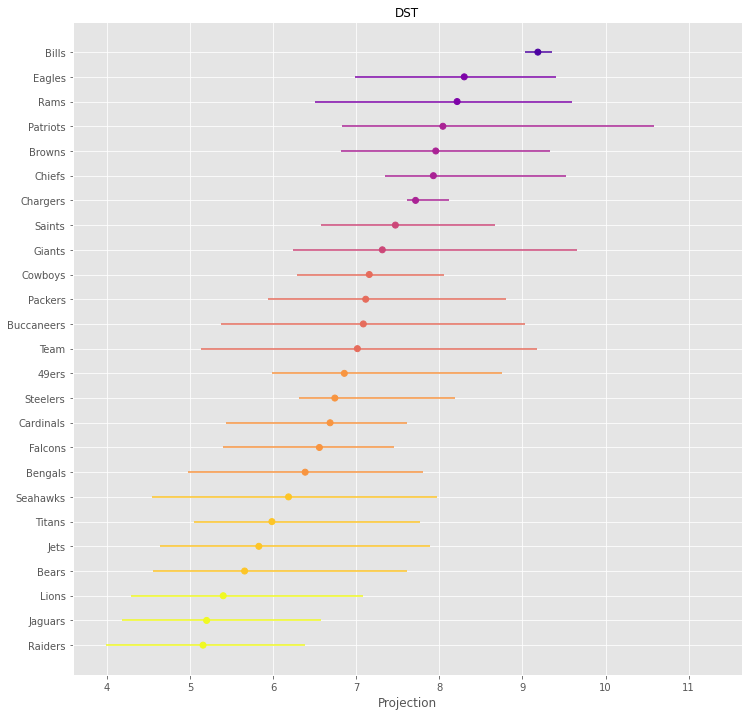 DST
Bills
Eagles
Rams
Patriots
Browns
Chiefs
Chargers
Saints
Giants
Cowboys
Packers
Buccaneers
Team
49ers
Steelers
Cardinals
Falcons
Bengals
Seahawks
Titans
Jets
Bears
Lions
Jaguars
Raiders
4 5 6 7 8 9 10 11
Projection